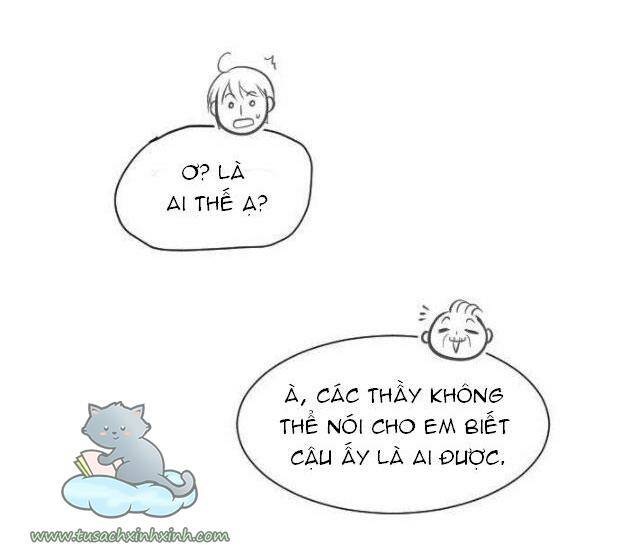 Ơ? LÀ
AI THẾ Ạ?
À, CÁC THẦY KHÔNG
THỂ NÓI CHO EM BIẾT
CẬU ẤY LÀ AI ĐƯỢC.
www.tusachxinhxinh.com